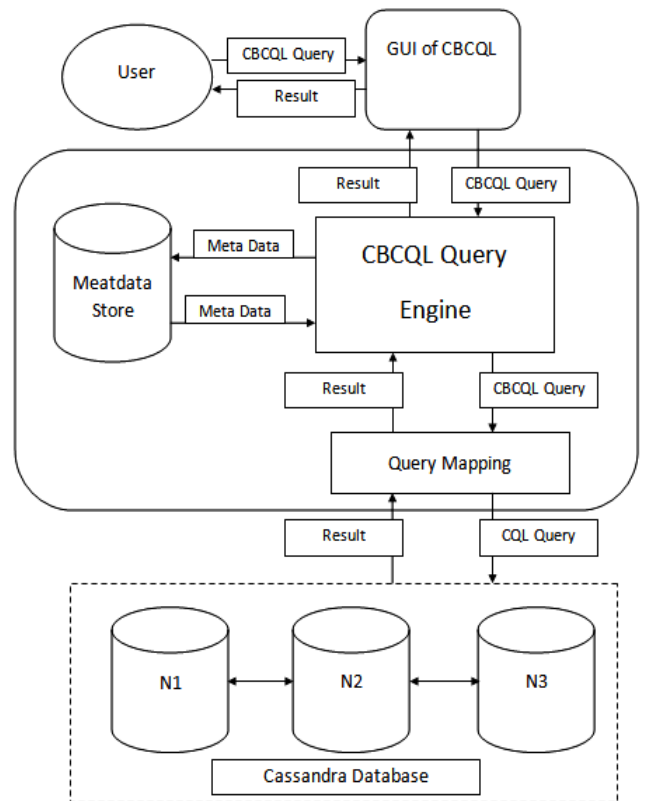 User
CBCQL Query
Result
GUI of CBCQL
Result
CBCQL Query
Meatdata
Store
Meta Data
Meta Data
CBCQL Query
Engine
Result
CBCQL Query
Query Mapping
Result
CQL Query
N1
N2
N3
Cassandra Database